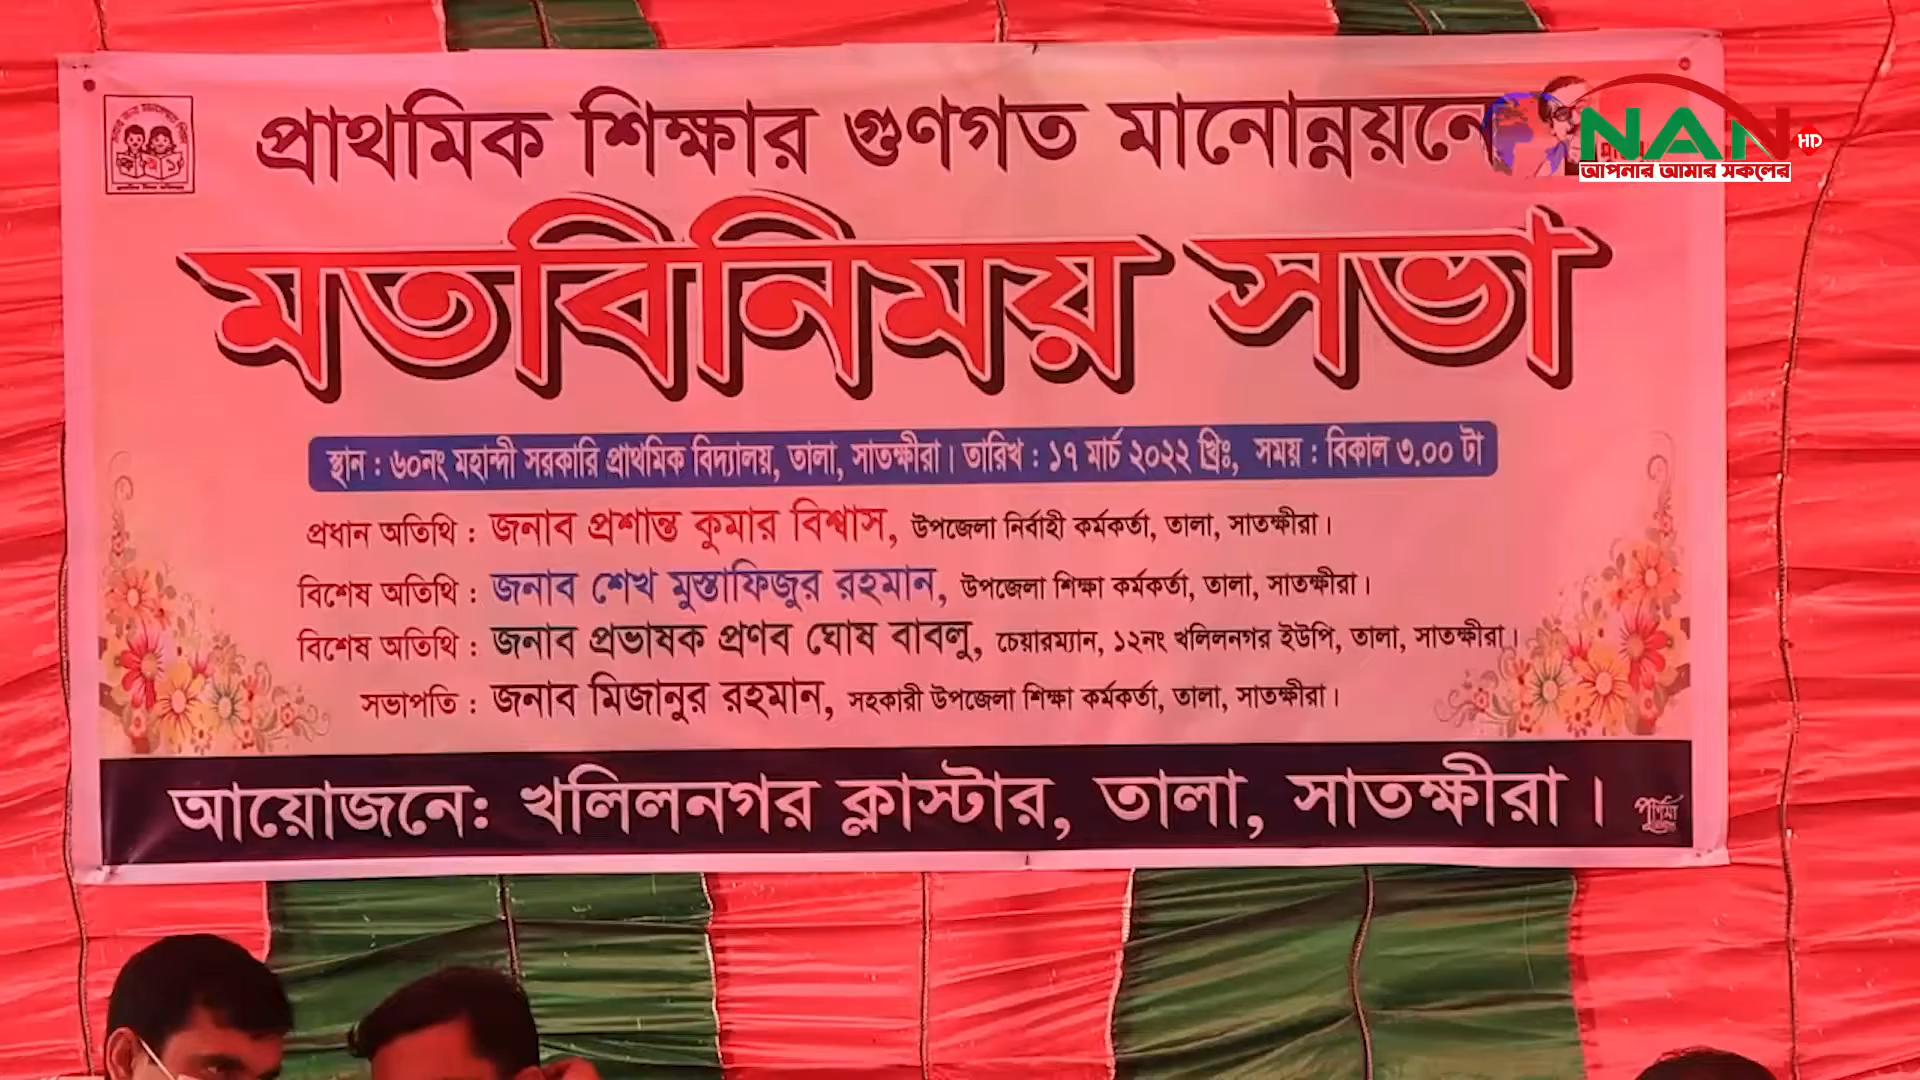 প্রাথমিক শিক্ষার গুণগত মানোন্নয়নে
NAN HD
আপনার আমার সকলের
মতবিনিময় সভা
স্থান : ৬০নং মহান্দী সরকারি প্রাথমিক বিদ্যালয়, তালা, সাতক্ষীরা। তারিখ : ১৭ মার্চ ২০২২ খ্রিঃ, সময় : বিকাল ৩.০০ টা
প্রধান অতিথি : জনাব প্রশান্ত কুমার বিশ্বাস, উপজেলা নির্বাহী কর্মকর্তা, তালা, সাতক্ষীরা।
বিশেষ অতিথি : জনাব শেখ মুস্তাফিজুর রহমান, উপজেলা শিক্ষা কর্মকর্তা, তালা, সাতক্ষীরা।
বিশেষ অতিথি : জনাব প্রভাষক প্রণব ঘোষ বাবলু, চেয়ারম্যান, ১২নং খলিলনগর ইউপি, তালা, সাতক্ষীরা।
সভাপতি : জনাব মিজানুর রহমান, সহকারী উপজেলা শিক্ষা কর্মকর্তা, তালা, সাতক্ষীরা।
আয়োজনে: খলিলনগর ক্লাস্টার, তালা, সাতক্ষীরা।
পূর্ণিমা